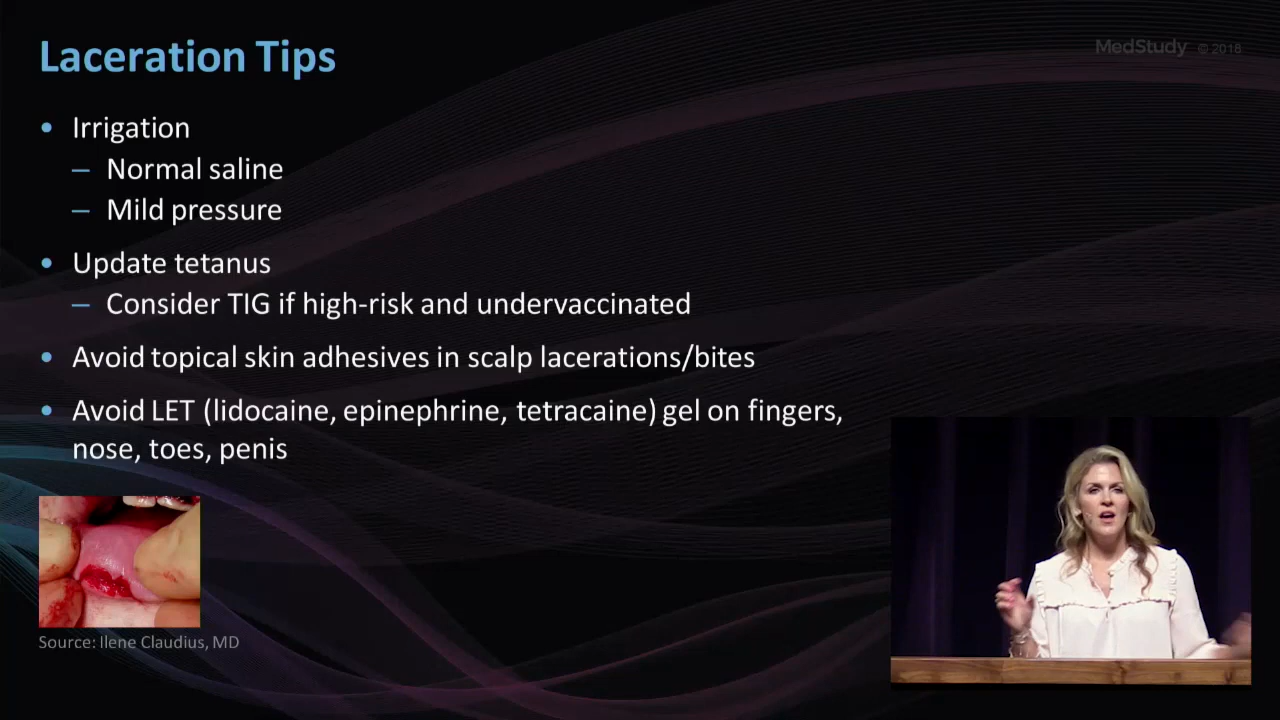 Laceration Tips
MedStudy © 2018
• Irrigation
– Normal saline
– Mild pressure
• Update tetanus
– Consider TIG if high-risk and undervaccinated
• Avoid topical skin adhesives in scalp lacerations/bites
• Avoid LET (lidocaine, epinephrine, tetracaine) gel on fingers,
nose, toes, penis
Source: Ilene Claudius, MD